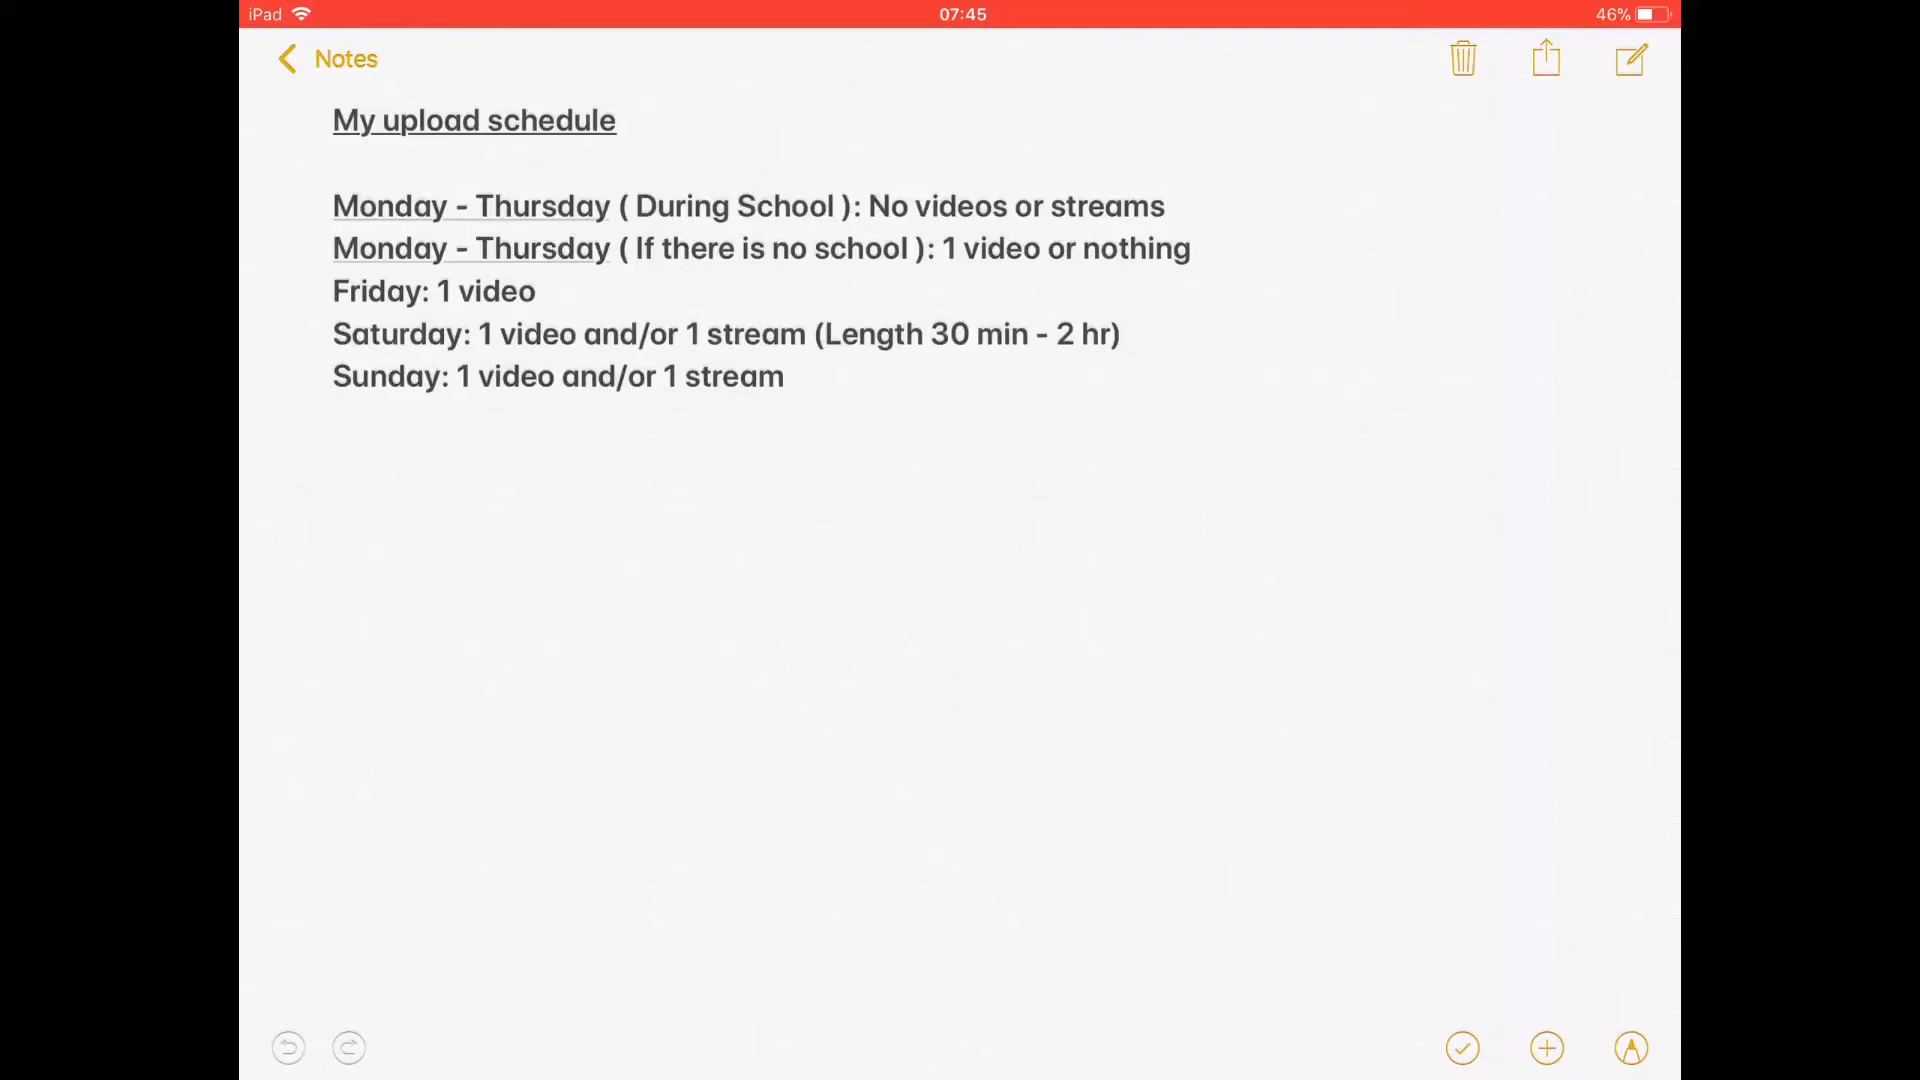 iPad 07:45 46%
Notes
My upload schedule
Monday - Thursday ( During School ): No videos or streams
Monday - Thursday ( If there is no school ): 1 video or nothing
Friday: 1 video
Saturday: 1 video and/or 1 stream (Length 30 min - 2 hr)
Sunday: 1 video and/or 1 stream